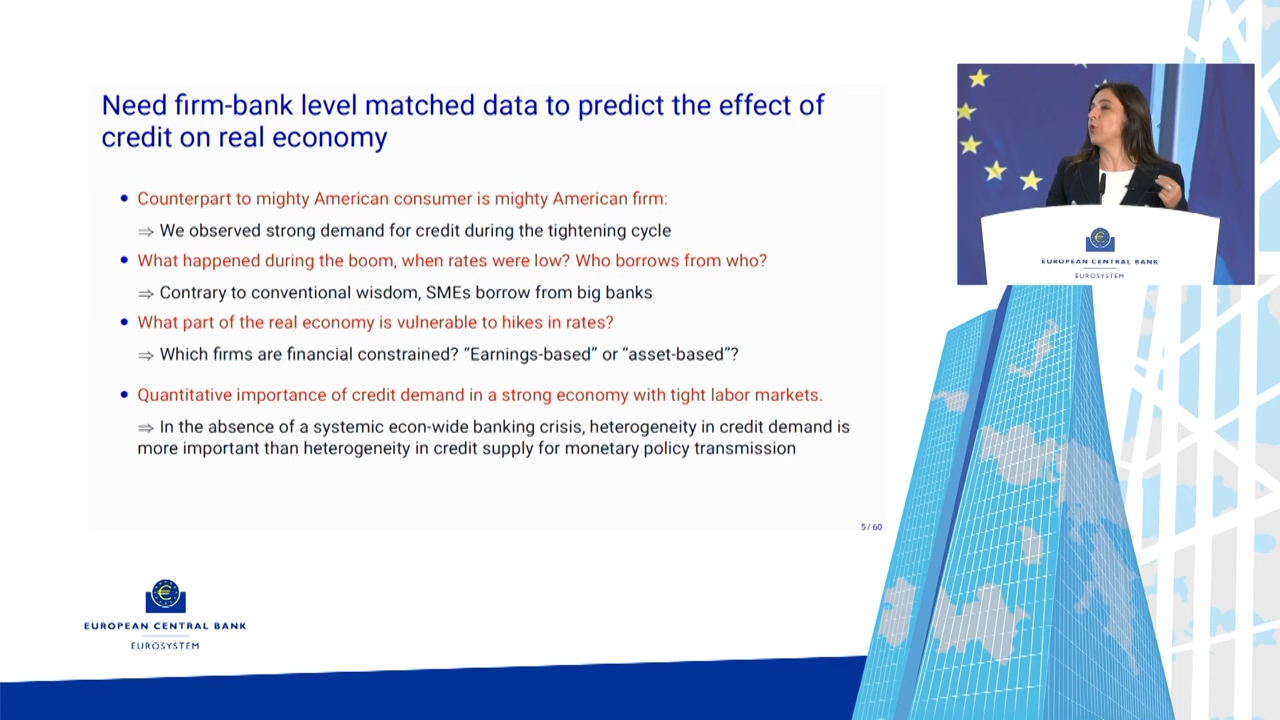 Need firm-bank level matched data to predict the effect of
credit on real economy
• Counterpart to mighty American consumer is mighty American firm:
⇒ We observed strong demand for credit during the tightening cycle
• What happened during the boom, when rates were low? Who borrows from who?
⇒ Contrary to conventional wisdom, SMEs borrow from big banks
• What part of the real economy is vulnerable to hikes in rates?
⇒ Which firms are financial constrained? “Earnings-based” or “asset-based”?
• Quantitative importance of credit demand in a strong economy with tight labor markets.
⇒ In the absence of a systemic econ-wide banking crisis, heterogeneity in credit demand is
more important than heterogeneity in credit supply for monetary policy transmission
5 / 60
EUROPEAN CENTRAL BANK
EUROSYSTEM
EUROPEAN CENTRAL BANK
EUROSYSTEM